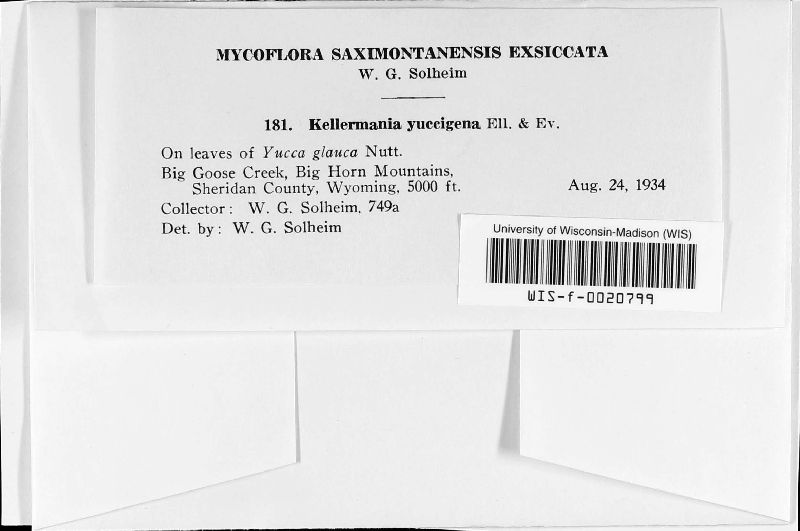 MYCOFLORA SAXIMONTANENSIS EXSICCATA
W. G. Solheim
181. Kellermania yuccigena Ell. & Ev.
On leaves of Yucca glauca Nutt.
Big Goose Creek, Big Horn Mountains,
Sheridan County, Wyoming, 5000 ft. Aug. 24, 1934
Collector: W. G. Solheim, 749a
Det. by: W. G. Solheim
University of Wisconsin-Madison (WIS)
WIS-f-0020799